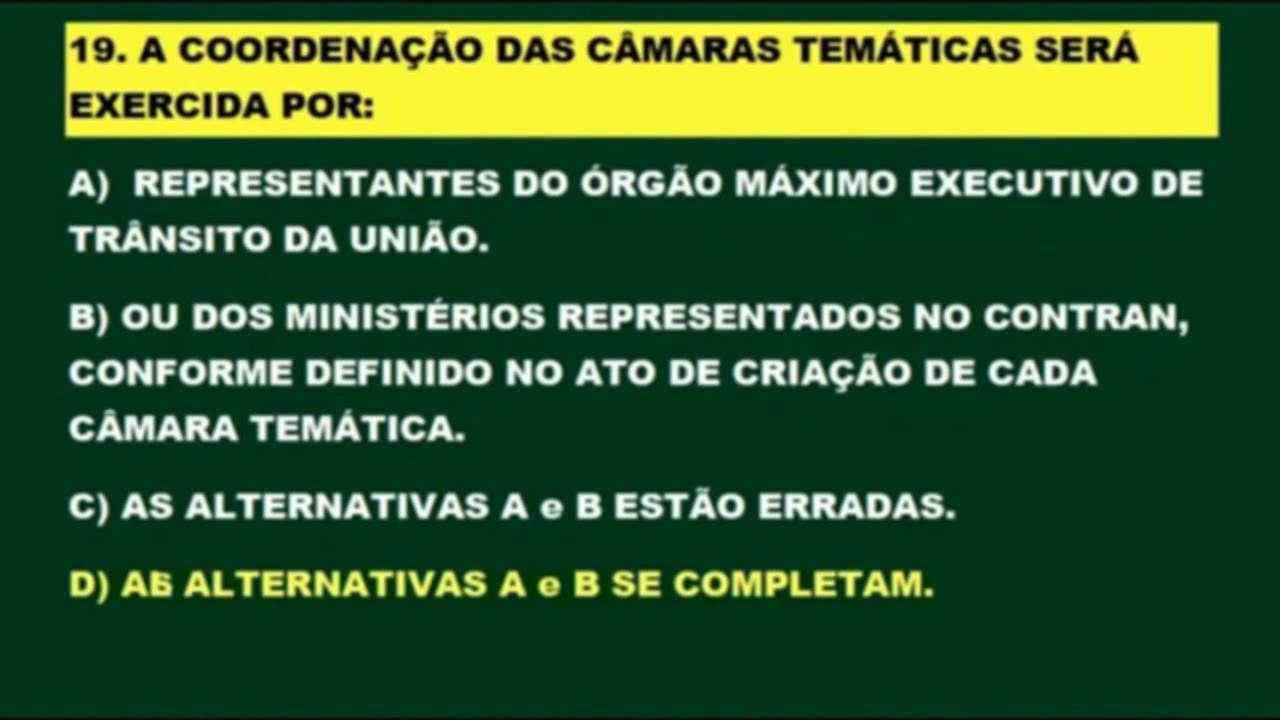 19. A COORDENAÇÃO DAS CÂMARAS TEMÁTICAS SERÁ
EXERCIDA POR:
A) REPRESENTANTES DO ÓRGÃO MÁXIMO EXECUTIVO DE
TRÂNSITO DA UNIÃO.
B) OU DOS MINISTÉRIOS REPRESENTADOS NO CONTRAN,
CONFORME DEFINIDO NO ATO DE CRIAÇÃO DE CADA
CÂMARA TEMÁTICA.
C) AS ALTERNATIVAS A e B ESTÃO ERRADAS.
D) AS ALTERNATIVAS A e B SE COMPLETAM.